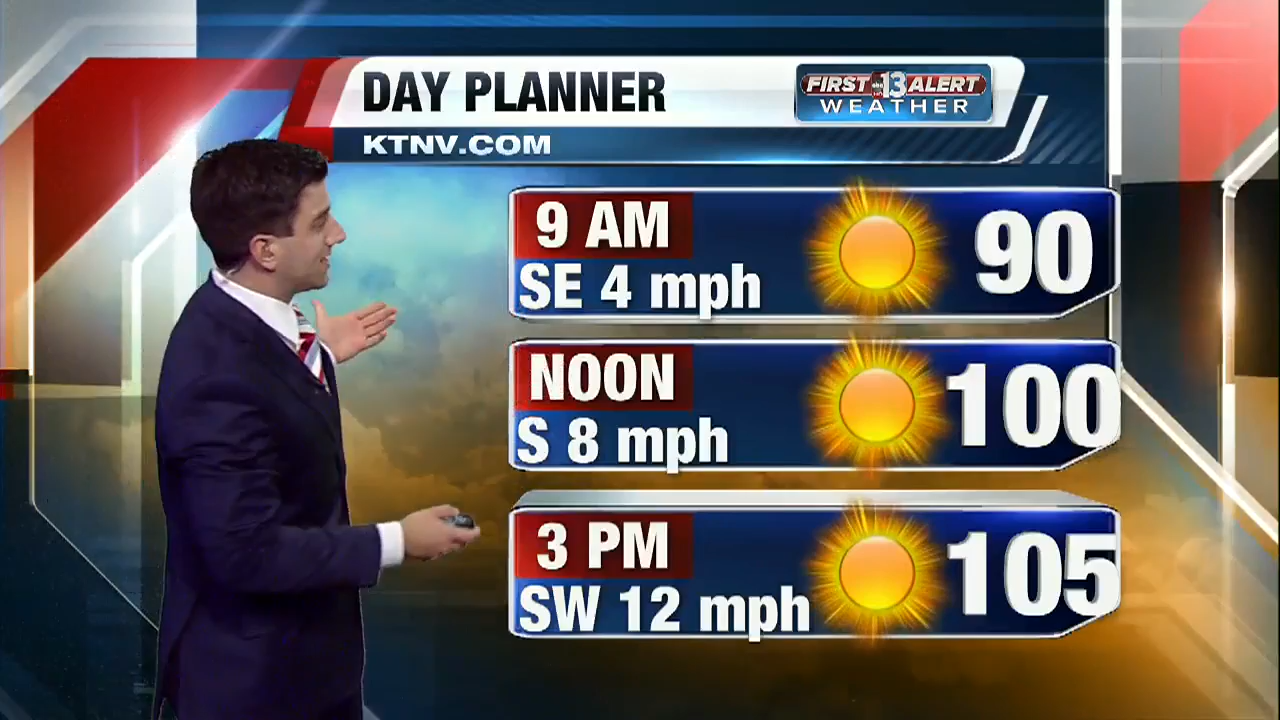 DAY PLANNER
FIRST 13 ALERT
WEATHER
KTNV.COM
9 AM
SE 4 mph
90
NOON
S 8 mph
100
3 PM
SW 12 mph
105